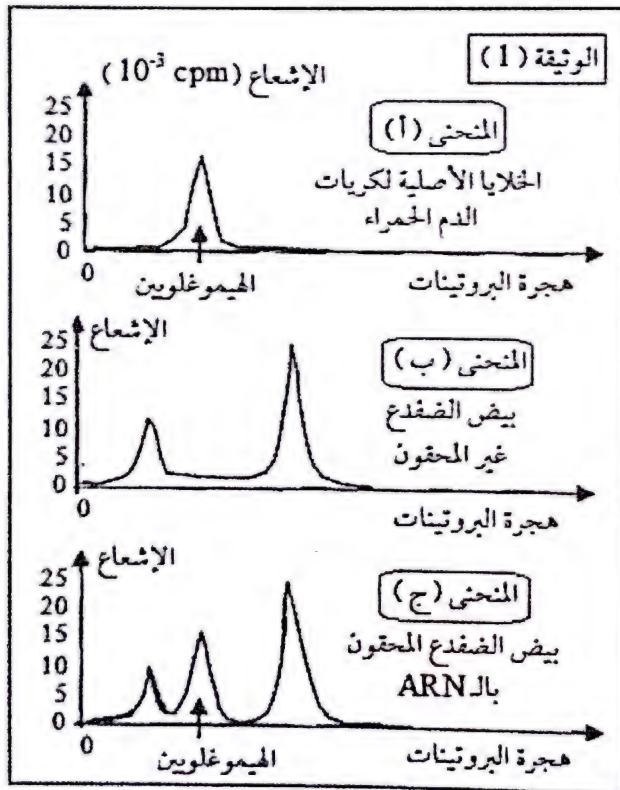 الوثيقة (1)
الإشعاع (10⁻³ cpm)
25
20
15
10
5
0
المنحنى (أ)
الخلايا الأصلية لكريات
الدم الحمراء
0
الهيموغلوبين
هجرة البروتينات
الإشعاع
25
20
15
10
5
0
المنحنى (ب)
بيض الضفدع
غير المحقون
0
هجرة البروتينات
الإشعاع
25
20
15
10
5
0
المنحنى (ج)
بيض الضفدع المحقون
بالـ ARN
0
الهيموغلوبين
هجرة البروتينات